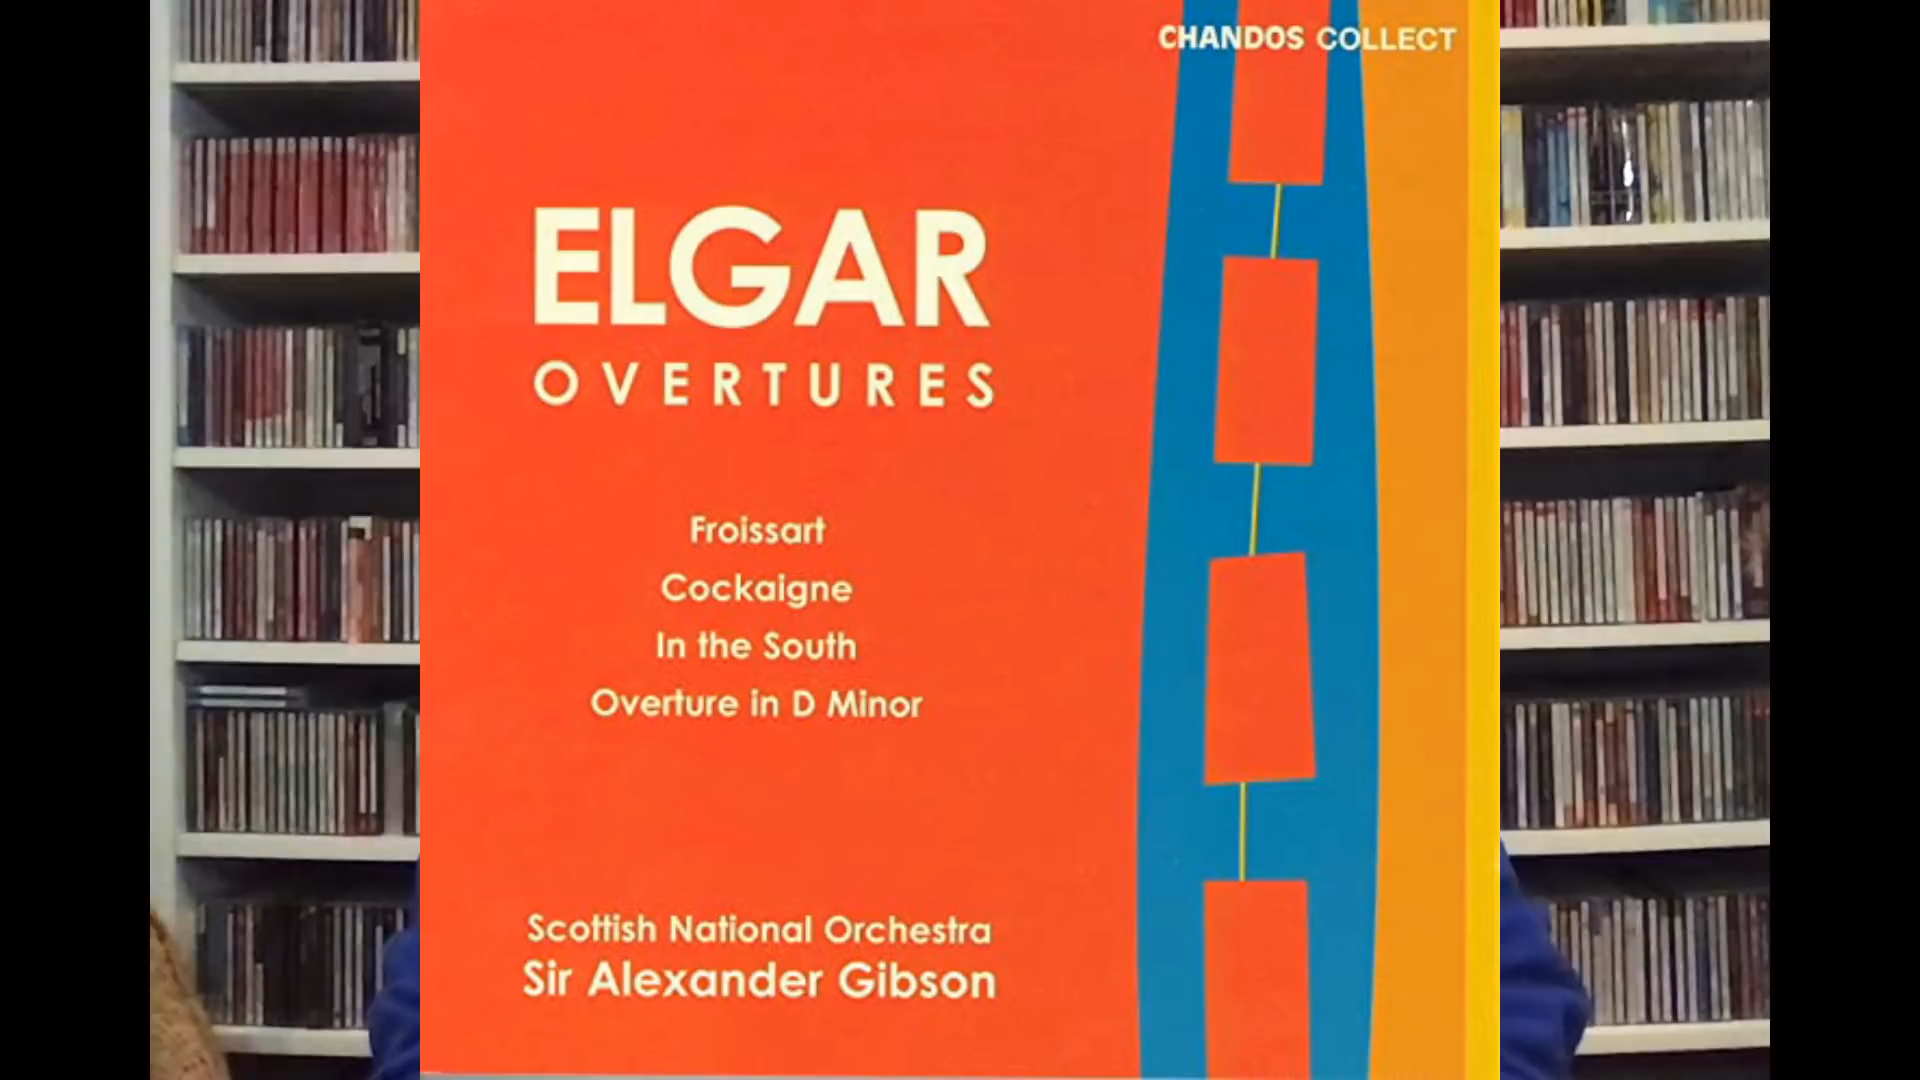 CHANDOS COLLECT
ELGAR
OVERTURES
Froissart
Cockaigne
In the South
Overture in D Minor
Scottish National Orchestra
Sir Alexander Gibson